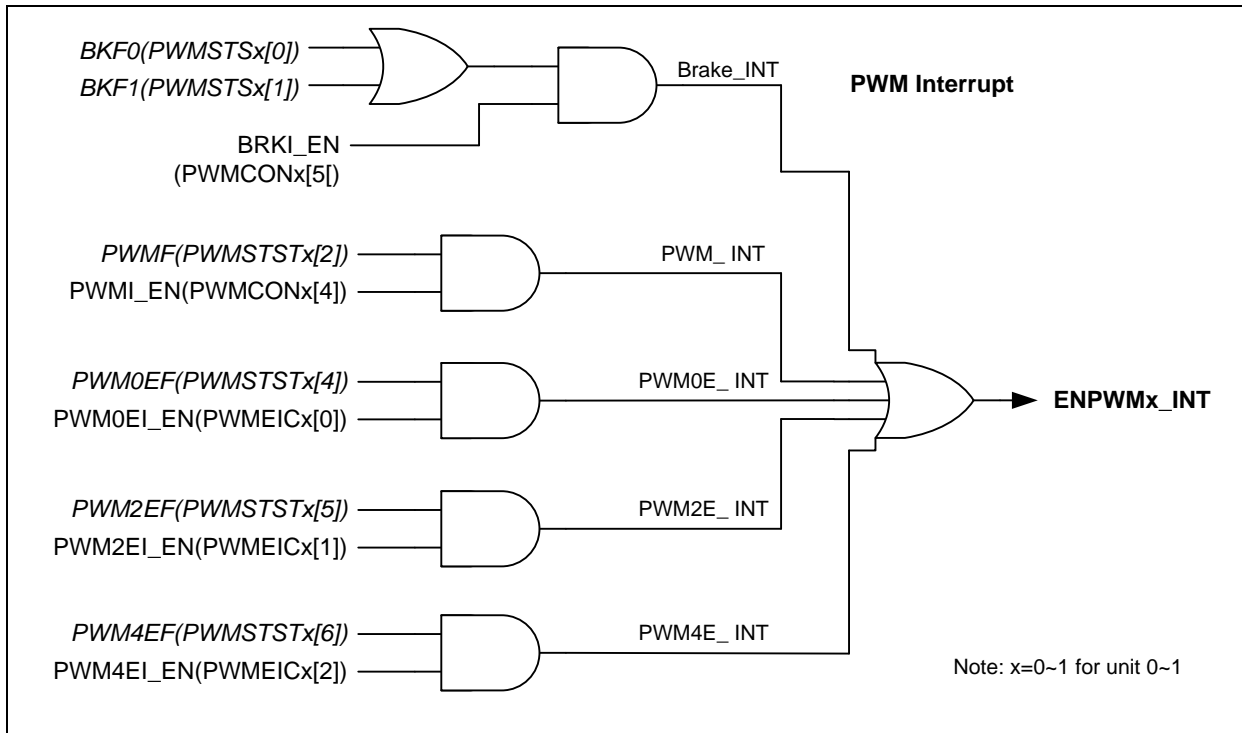 BKF0(PWMSTSx[0])
BKF1(PWMSTSx[1])
BRKI_EN
(PWMCONx[5[)
Brake_INT
PWM Interrupt
PWMF(PWMSTSTx[2])
PWMI_EN(PWMCONx[4])
PWM_ INT
PWM0EF(PWMSTSTx[4])
PWM0EI_EN(PWMEICx[0])
PWM0E_ INT
ENPWMx_INT
PWM2EF(PWMSTSTx[5])
PWM2EI_EN(PWMEICx[1])
PWM2E_ INT
PWM4EF(PWMSTSTx[6])
PWM4EI_EN(PWMEICx[2])
PWM4E_ INT
Note: x=0~1 for unit 0~1